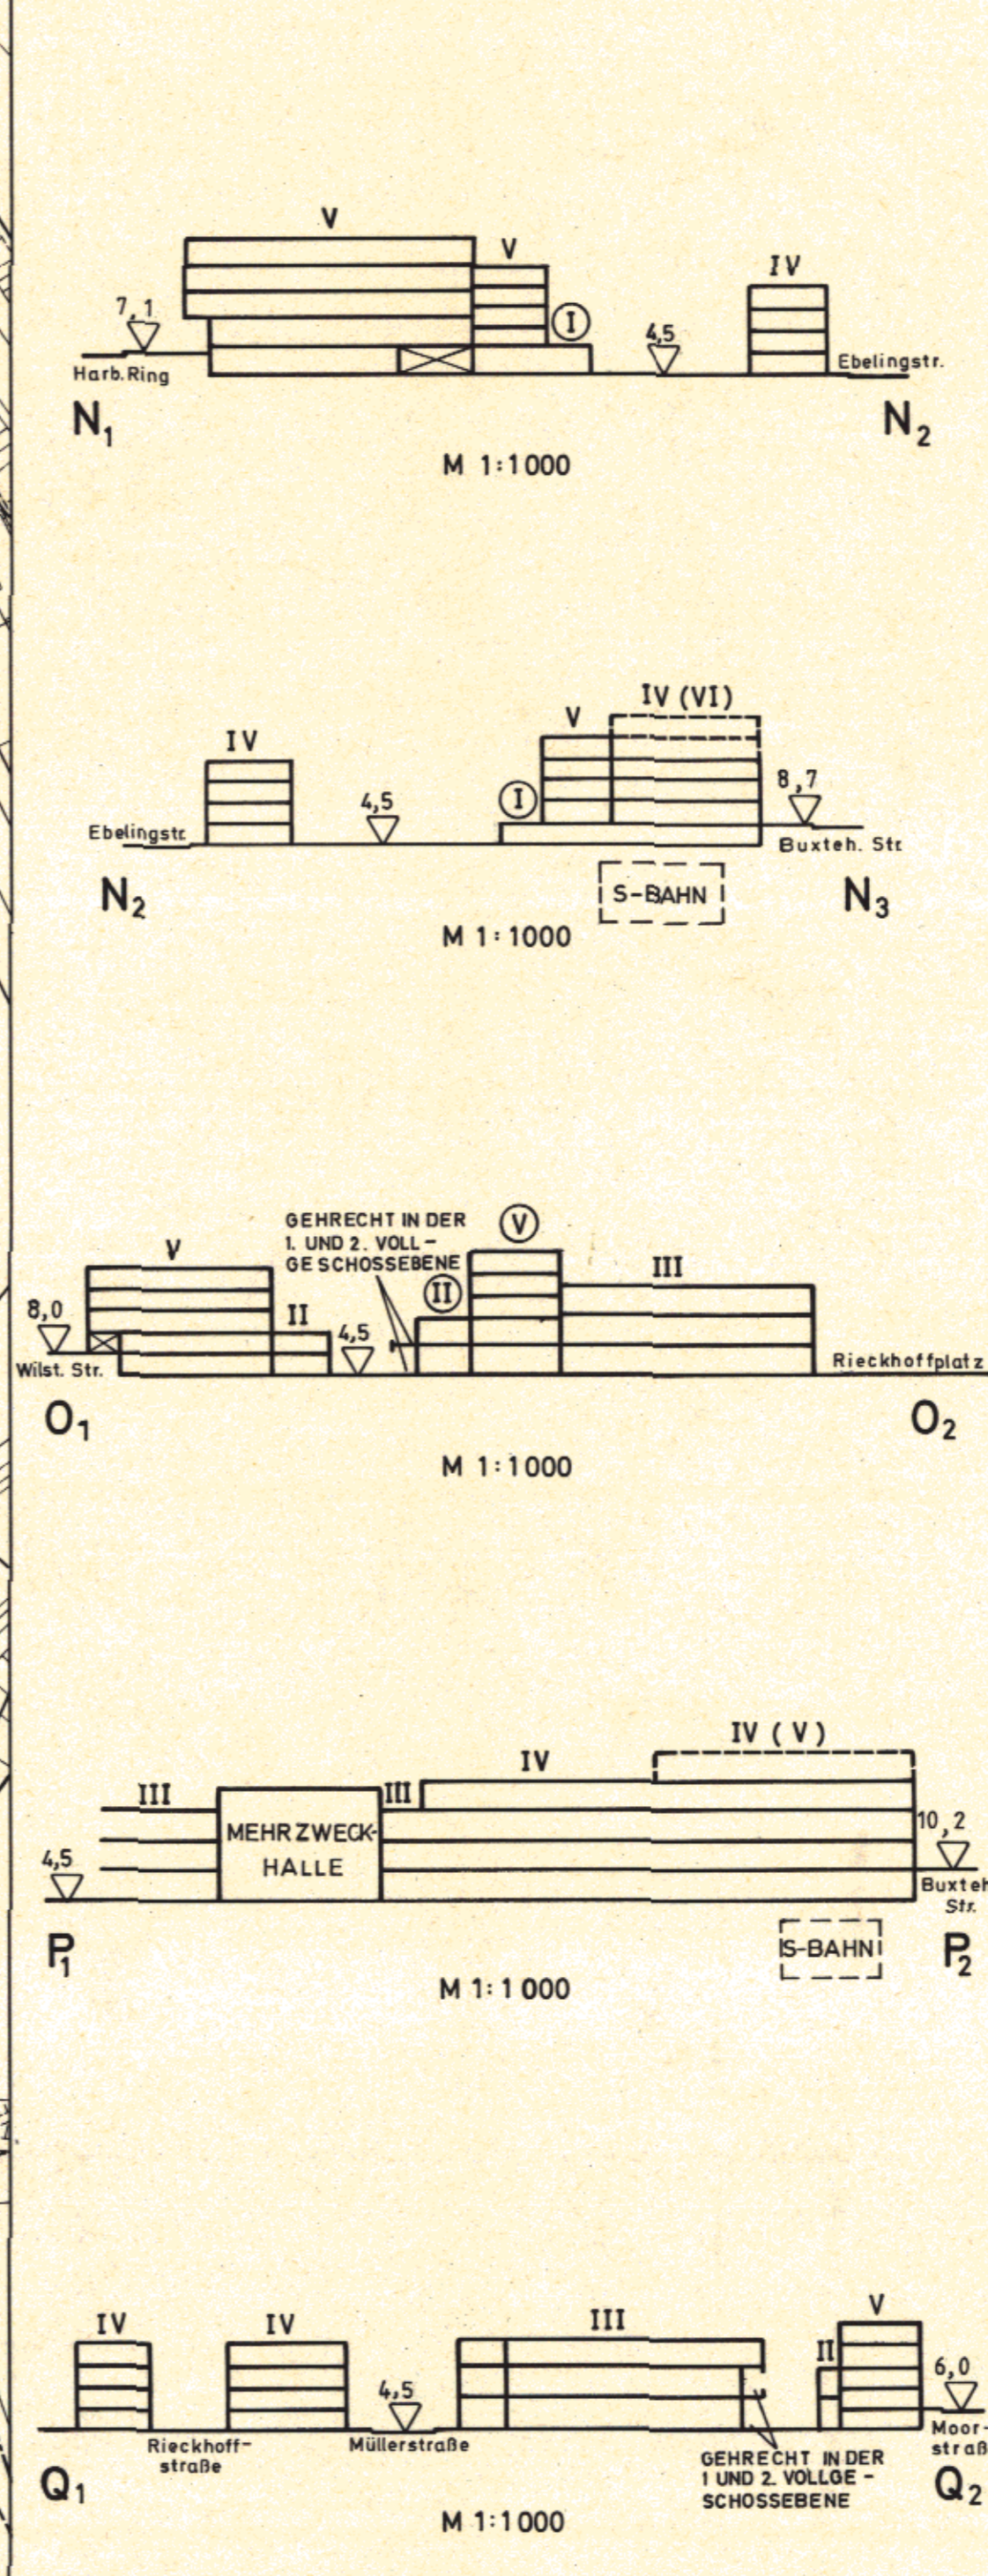 V
V
IV
7,1
I
4,5
Harb.Ring
Ebelingstr.
N1
N2
M 1:1000
IV (VI)
V
IV
8,7
4,5
I
Ebelingstr.
Buxteh. Str.
S-BAHN
N2
N3
M 1:1000
GEHRECHT IN DER
1. UND 2. VOLL-
GESCHOSSEBENE
V
V
III
II
8,0
II
4,5
Wilst. Str.
Rieckhoffplatz
O1
O2
M 1:1000
IV (V)
IV
III
III
MEHRZWECK-
HALLE
10,2
4,5
Buxteh
Str.
S-BAHN
P1
P2
M 1:1000
V
IV
IV
III
II
6,0
4,5
Rieckhoff-
straße
Müllerstraße
Moor-
straß
GEHRECHT IN DER
1 UND 2. VOLLGE-
SCHOSSEBENE
Q1
Q2
M 1:1000